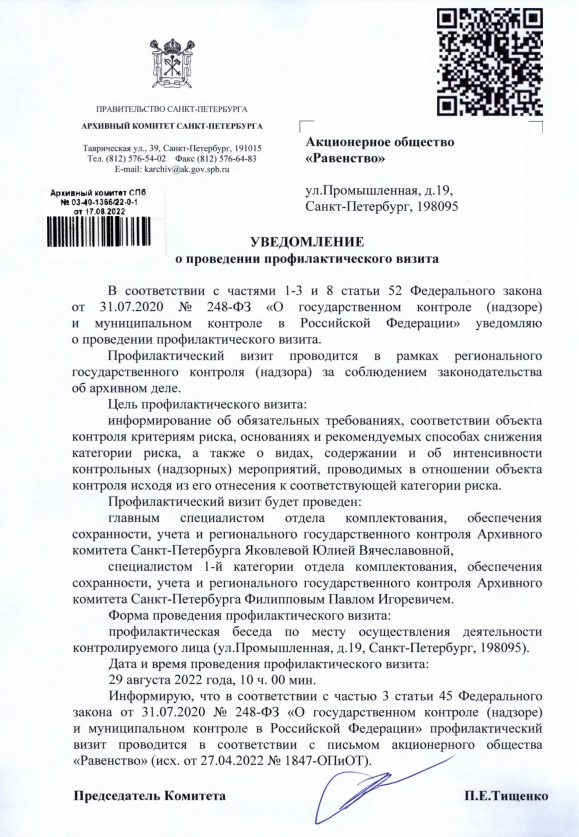 ПРАВИТЕЛЬСТВО САНКТ-ПЕТЕРБУРГА
АРХИВНЫЙ КОМИТЕТ САНКТ-ПЕТЕРБУРГА
Таврическая ул., 39, Санкт-Петербург, 191015
Тел. (812) 576-54-02 Факс (812) 576-64-83
E-mail: karchiv@ak.gov.spb.ru
Архивный комитет СПб
№ 03-40-1356/22-0-1
от 17.08.2022
Акционерное общество
«Равенство»
ул.Промышленная, д.19,
Санкт-Петербург, 198095
УВЕДОМЛЕНИЕ
о проведении профилактического визита
В соответствии с частями 1-3 и 8 статьи 52 Федерального закона
от 31.07.2020 № 248-ФЗ «О государственном контроле (надзоре)
и муниципальном контроле в Российской Федерации» уведомляю
о проведении профилактического визита.
Профилактический визит проводится в рамках регионального
государственного контроля (надзора) за соблюдением законодательства
об архивном деле.
Цель профилактического визита:
информирование об обязательных требованиях, соответствии объекта
контроля критериям риска, основаниях и рекомендуемых способах снижения
категории риска, а также о видах, содержании и об интенсивности
контрольных (надзорных) мероприятий, проводимых в отношении объекта
контроля исходя из его отнесения к соответствующей категории риска.
Профилактический визит будет проведен:
главным специалистом отдела комплектования, обеспечения
сохранности, учета и регионального государственного контроля Архивного
комитета Санкт-Петербурга Яковлевой Юлией Вячеславовной,
специалистом 1-й категории отдела комплектования, обеспечения
сохранности, учета и регионального государственного контроля Архивного
комитета Санкт-Петербурга Филипповым Павлом Игоревичем.
Форма проведения профилактического визита:
профилактическая беседа по месту осуществления деятельности
контролируемого лица (ул.Промышленная, д.19, Санкт-Петербург, 198095).
Дата и время проведения профилактического визита:
29 августа 2022 года, 10 ч. 00 мин.
Информирую, что в соответствии с частью 3 статьи 45 Федерального
закона от 31.07.2020 № 248-ФЗ «О государственном контроле (надзоре)
и муниципальном контроле в Российской Федерации» профилактический
визит проводится в соответствии с письмом акционерного общества
«Равенство» (исх. от 27.04.2022 № 1847-ОПиОТ).
Председатель Комитета П.Е.Тищенко